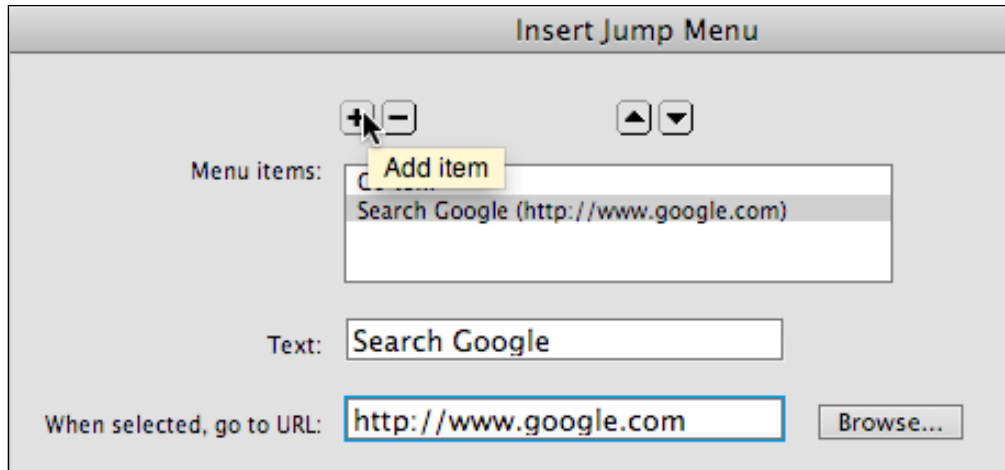 Insert Jump Menu
Add item
Menu items:
Search Google (http://www.google.com)
Text: Search Google
When selected, go to URL: http://www.google.com Browse...